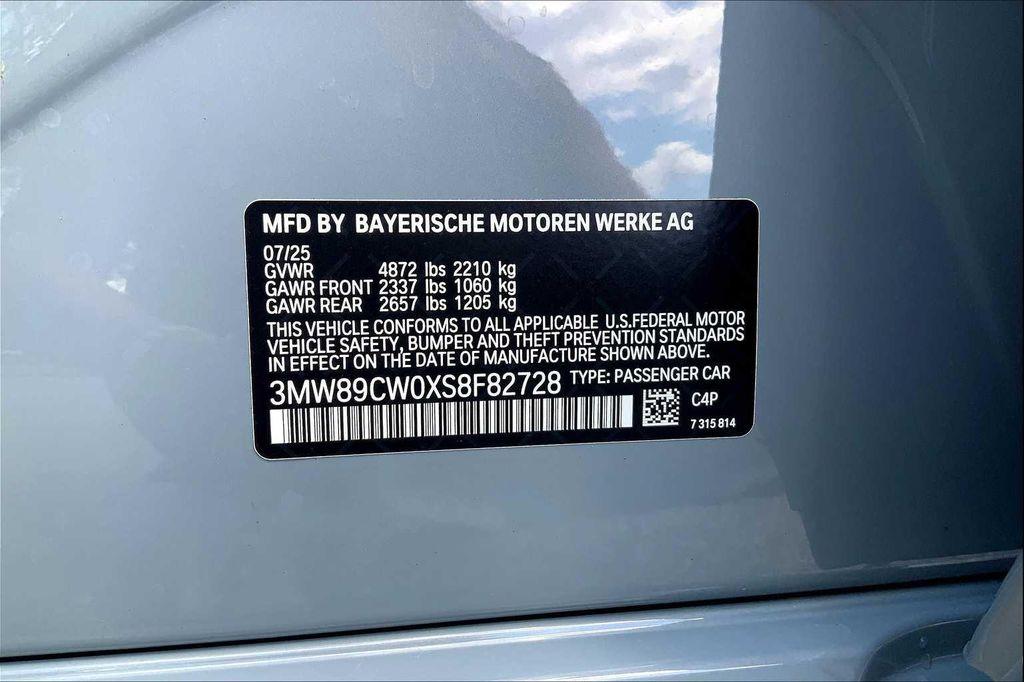 MFD BY BAYERISCHE MOTOREN WERKE AG
07/25
GVWR 4872 lbs 2210 kg
GAWR FRONT 2337 lbs 1060 kg
GAWR REAR 2657 lbs 1205 kg
THIS VEHICLE CONFORMS TO ALL APPLICABLE U.S.FEDERAL MOTOR
VEHICLE SAFETY, BUMPER AND THEFT PREVENTION STANDARDS
IN EFFECT ON THE DATE OF MANUFACTURE SHOWN ABOVE.
3MW89CW0XS8F82728 TYPE: PASSENGER CAR
C4P
7 315 814